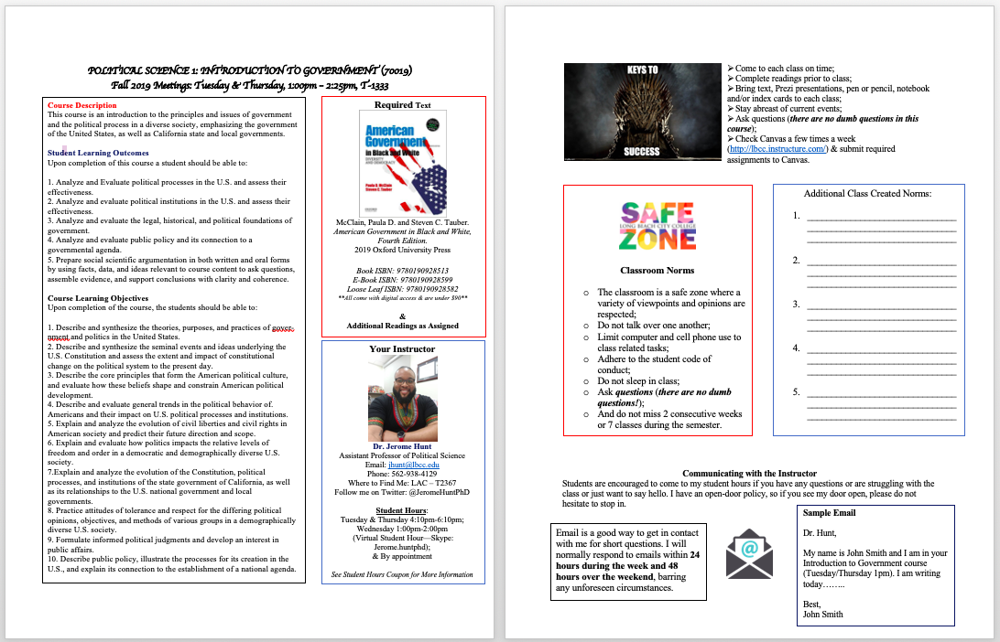 POLITICAL SCIENCE 1: INTRODUCTION TO GOVERNMENT (70019)
Fall 2019 Meetings: Tuesday & Thursday, 1:00pm – 2:25pm, T-1333
Course Description
This course is an introduction to the principles and issues of government
and the political process in a diverse society, emphasizing the government
of the United States, as well as California state and local governments.
Student Learning Outcomes
Upon completion of this course a student should be able to:
1. Analyze and Evaluate political processes in the U.S. and assess their
effectiveness.
2. Analyze and evaluate political institutions in the U.S. and assess their
effectiveness.
3. Analyze and evaluate the legal, historical, and political foundations of
government.
4. Analyze and evaluate public policy and its connection to a
governmental agenda.
5. Prepare social scientific argumentation in both written and oral forms
by using facts, data, and ideas relevant to course content to ask questions,
assemble evidence, and support conclusions with clarity and coherence.
Course Learning Objectives
Upon completion of the course, the students should be able to:
1. Describe and synthesize the theories, purposes, and practices of gover-
nment and politics in the United States.
2. Describe and synthesize the seminal events and ideas underlying the
U.S. Constitution and assess the extent and impact of constitutional
change on the political system to the present day.
3. Describe the core principles that form the American political culture,
and evaluate how these beliefs shape and constrain American political
development.
4. Describe and evaluate general trends in the political behavior of.
Americans and their impact on U.S. political processes and institutions.
5. Explain and analyze the evolution of civil liberties and civil rights in
American society and predict their future direction and scope.
6. Explain and evaluate how politics impacts the relative levels of
freedom and order in a democratic and demographically diverse U.S.
society.
7.Explain and analyze the evolution of the Constitution, political
processes, and institutions of the state government of California, as well
as its relationships to the U.S. national government and local
governments.
8. Practice attitudes of tolerance and respect for the differing political
opinions, objectives, and methods of various groups in a demographically
diverse U.S. society.
9. Formulate informed political judgments and develop an interest in
public affairs.
10. Describe public policy, illustrate the processes for its creation in the
U.S., and explain its connection to the establishment of a national agenda.
Required Text
American
Government
in Black and White
DIVERSITY AND DEMOCRACY
Paula D. McClain
Steven C. Tauber
McClain, Paula D. and Steven C. Tauber.
American Government in Black and White,
Fourth Edition.
2019 Oxford University Press
Book ISBN: 9780190928513
E-Book ISBN: 9780190928599
Loose Leaf ISBN: 9780190928582
**All come with digital access & are under $90**
&
Additional Readings as Assigned
Your Instructor
Dr. Jerome Hunt
Assistant Professor of Political Science
Email: jhunt@lbcc.edu
Phone: 562-938-4129
Where to Find Me: LAC – T2367
Follow me on Twitter: @JeromeHuntPhD
Student Hours:
Tuesday & Thursday 4:10pm-6:10pm;
Wednesday 1:00pm-2:00pm
(Virtual Student Hour—Skype:
Jerome.huntphd);
& By appointment
See Student Hours Coupon for More Information
KEYS TO
SUCCESS
➢Come to each class on time;
➢Complete readings prior to class;
➢Bring text, Prezi presentations, pen or pencil, notebook
and/or index cards to each class;
➢Stay abreast of current events;
➢Ask questions (there are no dumb questions in this
course);
➢Check Canvas a few times a week
(http://lbcc.instructure.com/) & submit required
assignments to Canvas.
SAFE
LONG BEACH CITY COLLEGE
ZONE
Classroom Norms
o The classroom is a safe zone where a
variety of viewpoints and opinions are
respected;
o Do not talk over one another;
o Limit computer and cell phone use to
class related tasks;
o Adhere to the student code of
conduct;
o Do not sleep in class;
o Ask questions (there are no dumb
questions!);
o And do not miss 2 consecutive weeks
or 7 classes during the semester.
Additional Class Created Norms:
1.
2.
3.
4.
5.
Communicating with the Instructor
Students are encouraged to come to my student hours if you have any questions or are struggling with the
class or just want to say hello. I have an open-door policy, so if you see my door open, please do not
hesitate to stop in.
Email is a good way to get in contact
with me for short questions. I will
normally respond to emails within 24
hours during the week and 48
hours over the weekend, barring
any unforeseen circumstances.
@
Sample Email
Dr. Hunt,
My name is John Smith and I am in your
Introduction to Government course
(Tuesday/Thursday 1pm). I am writing
today……..
Best,
John Smith